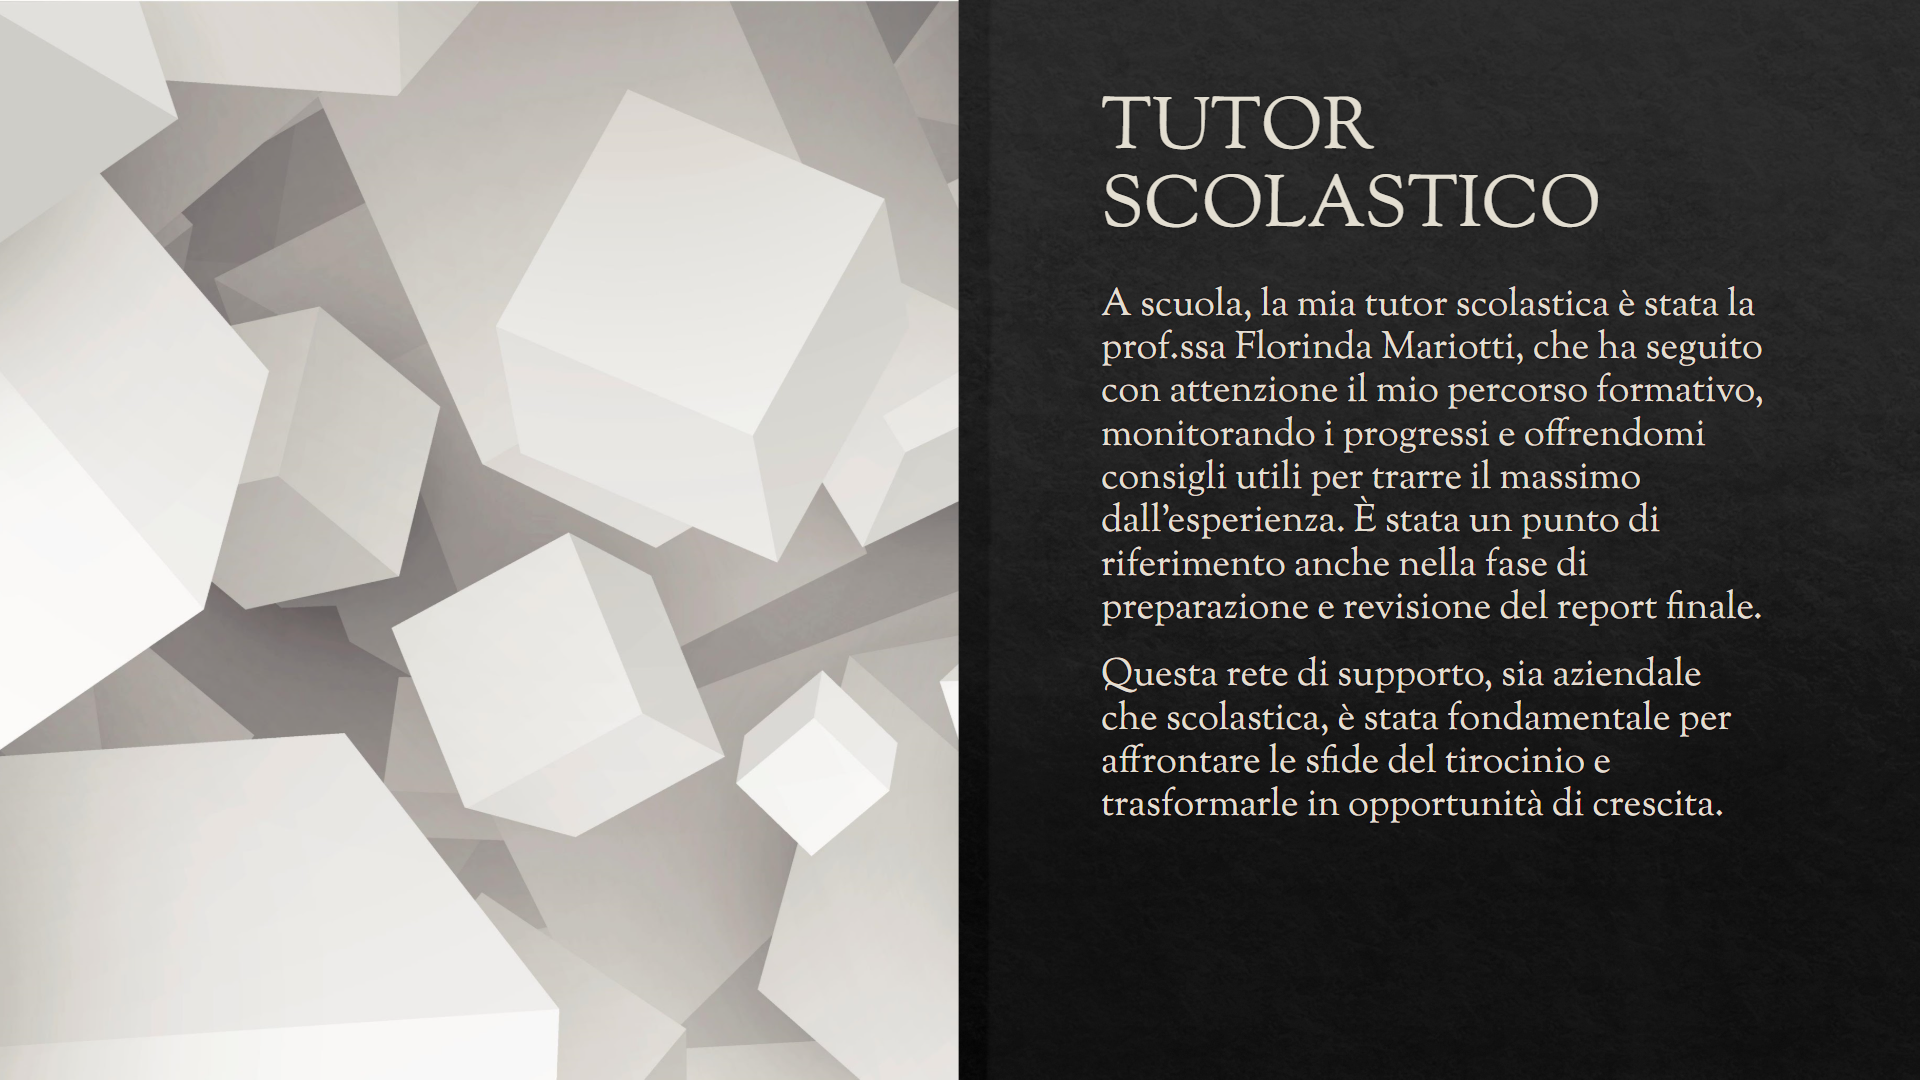 TUTOR
SCOLASTICO
A scuola, la mia tutor scolastica è stata la
prof.ssa Florinda Mariotti, che ha seguito
con attenzione il mio percorso formativo,
monitorando i progressi e offrendomi
consigli utili per trarre il massimo
dall’esperienza. È stata un punto di
riferimento anche nella fase di
preparazione e revisione del report finale.
Questa rete di supporto, sia aziendale
che scolastica, è stata fondamentale per
affrontare le sfide del tirocinio e
trasformarle in opportunità di crescita.